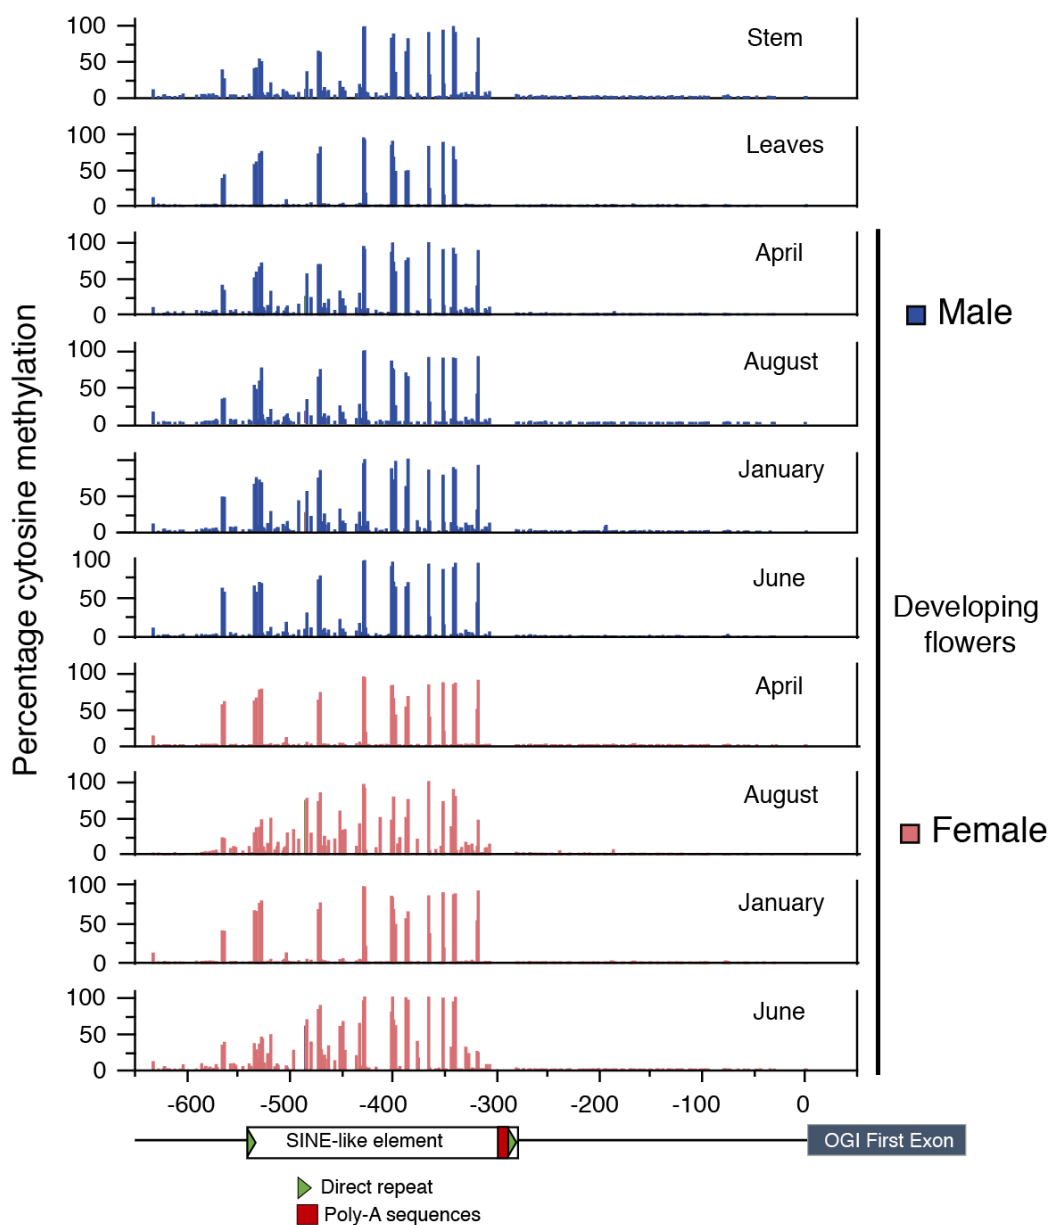 Percentage cytosine methylation
100
50
0
Stem
100
50
0
Leaves
100
50
0
April
100
50
0
August
50
0
January
100
50
0
June
100
50
0
April
100
50
0
August
100
50
0
January
100
50
0
June
Male
Developing
flowers
Female
-600 -500 -400 -300 -200 -100 0
SINE-like element
OGI First Exon
Direct repeat
Poly-A sequences